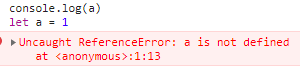 console.log(a)
let a = 1
▶Uncaught ReferenceError: a is not defined
at <anonymous>:1:13